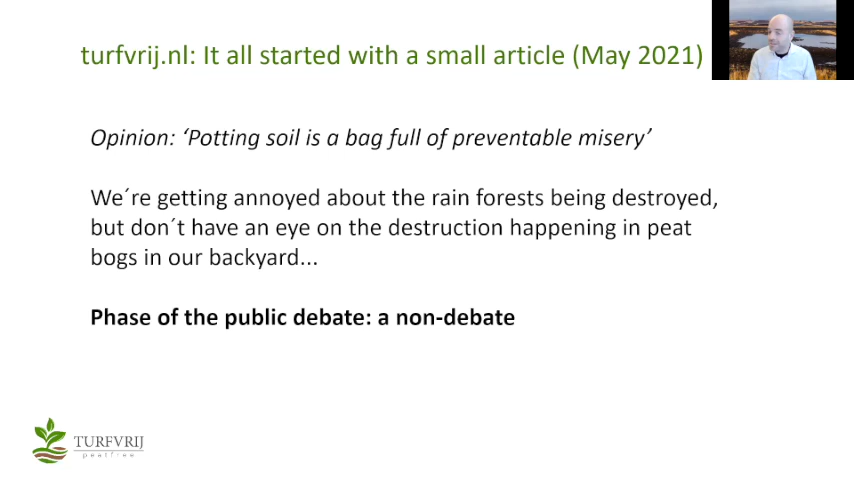 turfvrij.nl: It all started with a small article (May 2021)
Opinion: ‘Potting soil is a bag full of preventable misery’
We´re getting annoyed about the rain forests being destroyed,
but don´t have an eye on the destruction happening in peat
bogs in our backyard...
Phase of the public debate: a non-debate
TURFVRIJ
peatfree